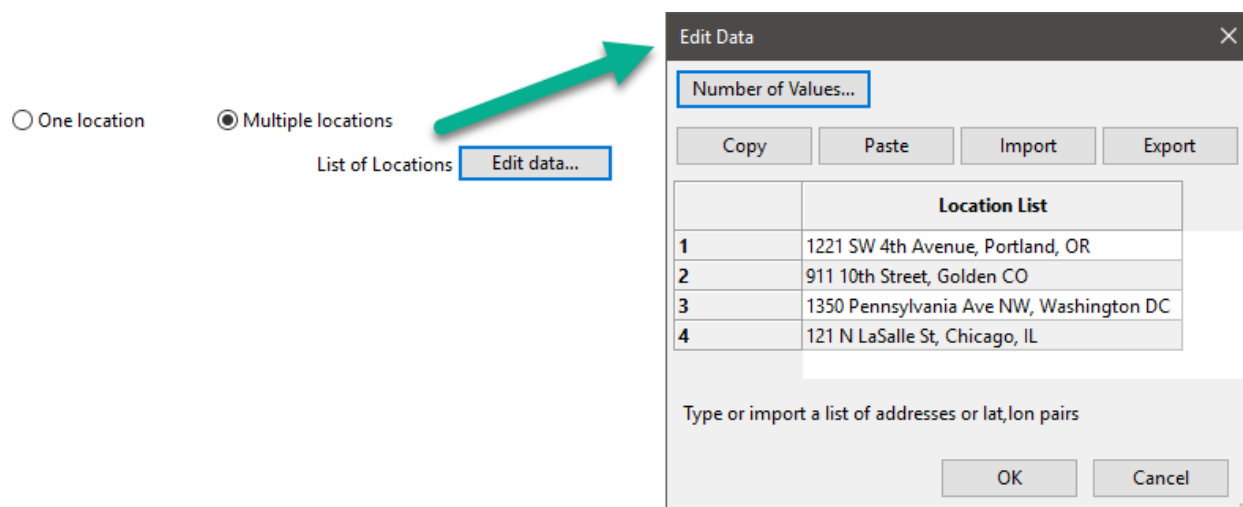 One location
Multiple locations
List of Locations
Edit data...
Edit Data
Number of Values...
Copy
Paste
Import
Export
Location List
1 1221 SW 4th Avenue, Portland, OR
2 911 10th Street, Golden CO
3 1350 Pennsylvania Ave NW, Washington DC
4 121 N LaSalle St, Chicago, IL
Type or import a list of addresses or lat,lon pairs
OK
Cancel